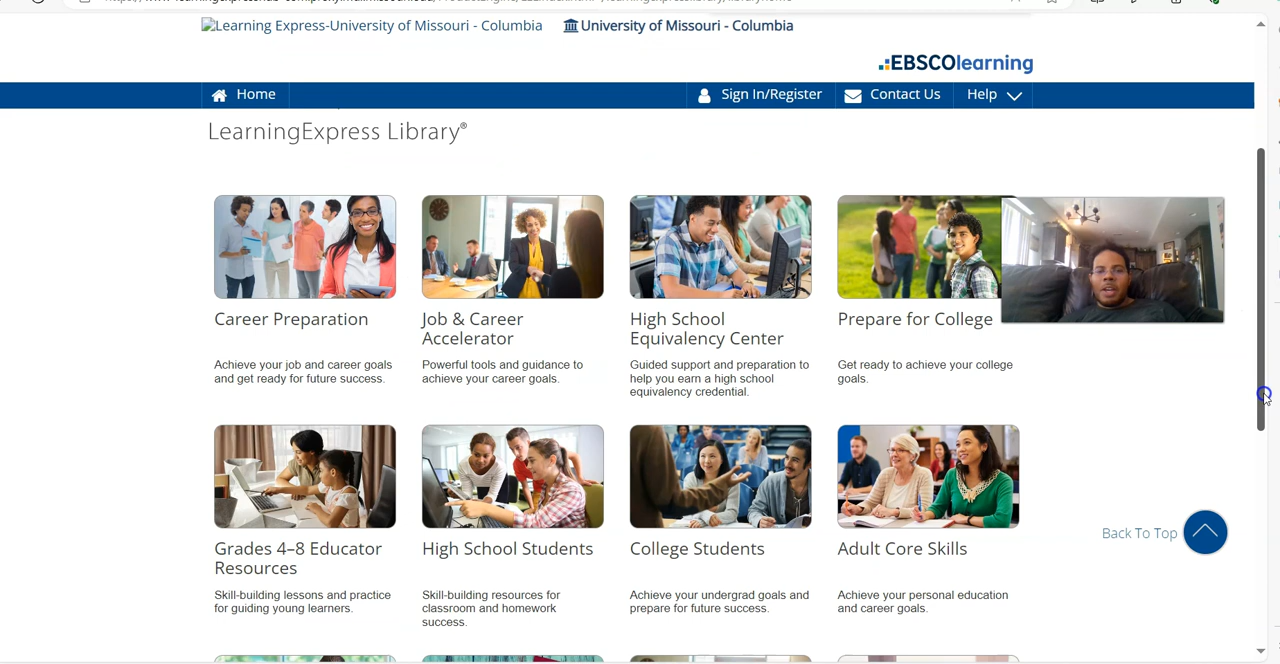 Learning Express-University of Missouri - Columbia
University of Missouri - Columbia
EBSCOlearning
Home
Sign In/Register
Contact Us
Help
LearningExpress Library®
Career Preparation
Achieve your job and career goals
and get ready for future success.
Job & Career
Accelerator
Powerful tools and guidance to
achieve your career goals.
High School
Equivalency Center
Guided support and preparation to
help you earn a high school
equivalency credential.
Prepare for College
Get ready to achieve your college
goals.
Grades 4–8 Educator
Resources
Skill-building lessons and practice
for guiding young learners.
High School Students
Skill-building resources for
classroom and homework
success.
College Students
Achieve your undergrad goals and
prepare for future success.
Adult Core Skills
Achieve your personal education
and career goals.
Back To Top